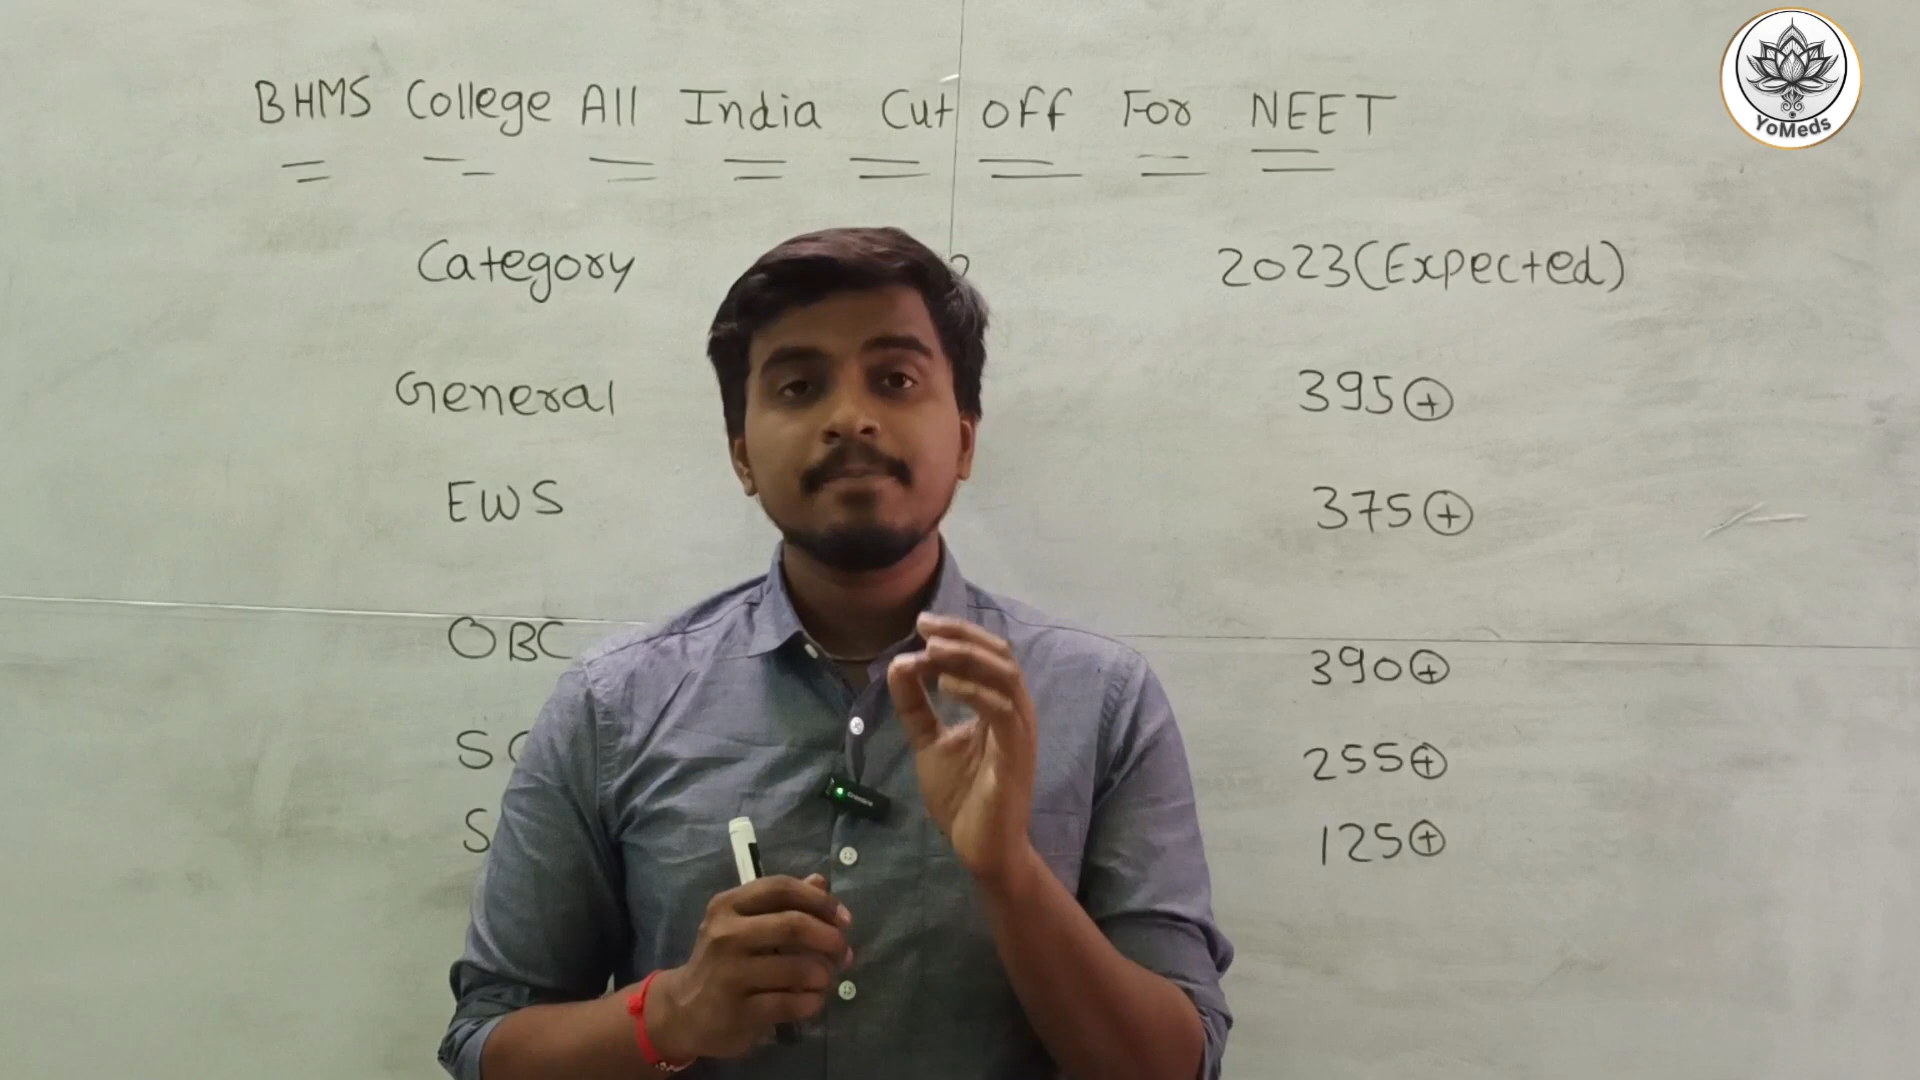 BHMS College All India Cut off For NEET
YoMeds
Category 2023(Expected)
General 395+
EWS 375+
OBC 390+
255+
125+